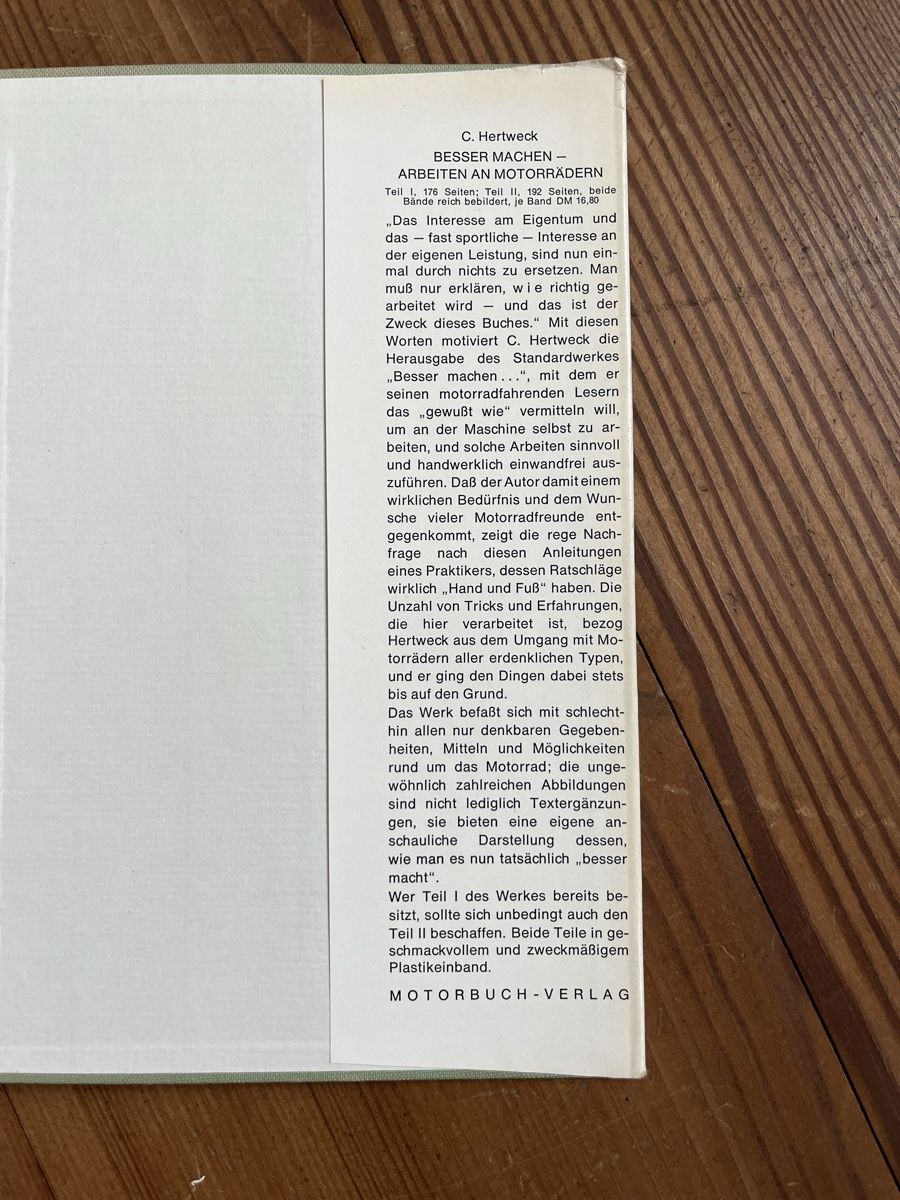 C. Hertweck
BESSER MACHEN –
ARBEITEN AN MOTORRÄDERN
Teil I, 176 Seiten; Teil II, 192 Seiten, beide
Bände reich bebildert, je Band DM 16,80
„Das Interesse am Eigentum und
das – fast sportliche – Interesse an
der eigenen Leistung, sind nun ein-
mal durch nichts zu ersetzen. Man
muß nur erklären, w i e richtig ge-
arbeitet wird – und das ist der
Zweck dieses Buches.“ Mit diesen
Worten motiviert C. Hertweck die
Herausgabe des Standardwerkes
„Besser machen . . .“, mit dem er
seinen motorradfahrenden Lesern
das „gewußt wie“ vermitteln will,
um an der Maschine selbst zu ar-
beiten, und solche Arbeiten sinnvoll
und handwerklich einwandfrei aus-
zuführen. Daß der Autor damit einem
wirklichen Bedürfnis und dem Wun-
sche vieler Motorradfreunde ent-
gegenkommt, zeigt die rege Nach-
frage nach diesen Anleitungen
eines Praktikers, dessen Ratschläge
wirklich „Hand und Fuß“ haben. Die
Unzahl von Tricks und Erfahrungen,
die hier verarbeitet ist, bezog
Hertweck aus dem Umgang mit Mo-
torrädern aller erdenklichen Typen,
und er ging den Dingen dabei stets
bis auf den Grund.
Das Werk befaßt sich mit schlecht-
hin allen nur denkbaren Gegeben-
heiten, Mitteln und Möglichkeiten
rund um das Motorrad; die unge-
wöhnlich zahlreichen Abbildungen
sind nicht lediglich Textergänzun-
gen, sie bieten eine eigene an-
schauliche Darstellung dessen,
wie man es nun tatsächlich „besser
macht“.
Wer Teil I des Werkes bereits be-
sitzt, sollte sich unbedingt auch den
Teil II beschaffen. Beide Teile in ge-
schmackvollem und zweckmäßigem
Plastikeinband.
MOTORBUCH-VERLAG